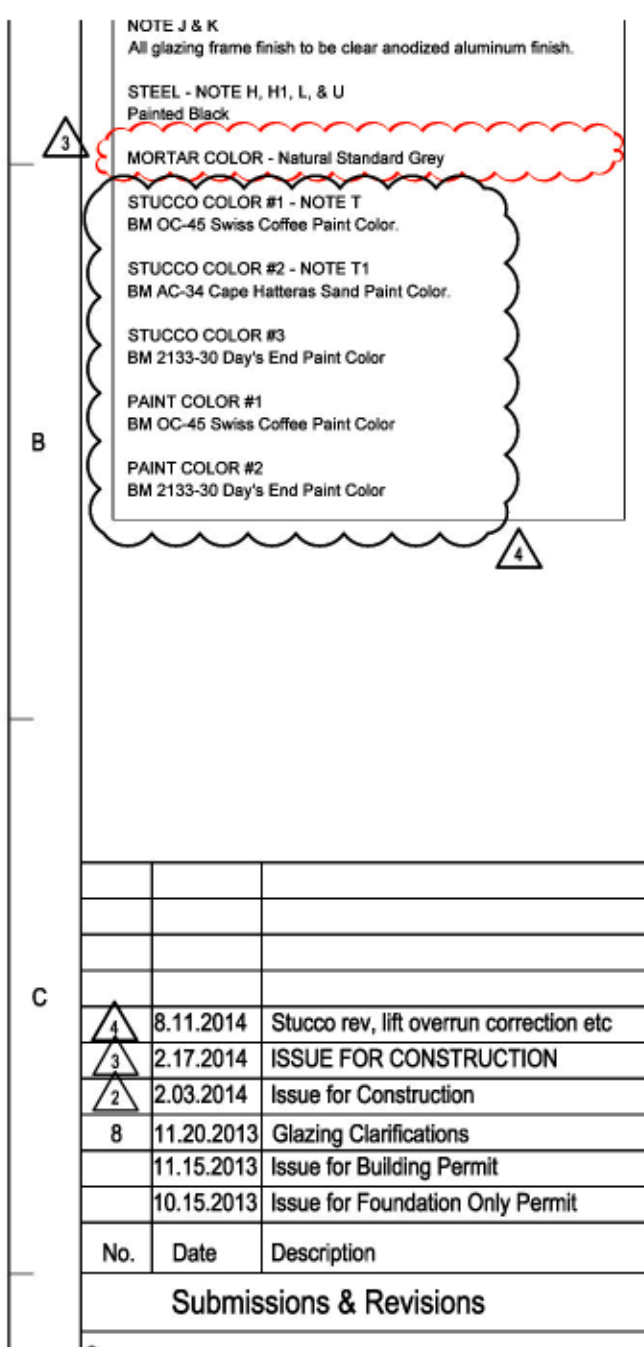 NOTE J & K
All glazing frame finish to be clear anodized aluminum finish.
STEEL - NOTE H, H1, L, & U
Painted Black
3
MORTAR COLOR - Natural Standard Grey
STUCCO COLOR #1 - NOTE T
BM OC-45 Swiss Coffee Paint Color.
STUCCO COLOR #2 - NOTE T1
BM AC-34 Cape Hatteras Sand Paint Color.
STUCCO COLOR #3
BM 2133-30 Day's End Paint Color
PAINT COLOR #1
BM OC-45 Swiss Coffee Paint Color
B
PAINT COLOR #2
BM 2133-30 Day's End Paint Color
4
C
4 8.11.2014 Stucco rev, lift overrun correction etc
3 2.17.2014 ISSUE FOR CONSTRUCTION
2 2.03.2014 Issue for Construction
8 11.20.2013 Glazing Clarifications
11.15.2013 Issue for Building Permit
10.15.2013 Issue for Foundation Only Permit
No. Date Description
Submissions & Revisions